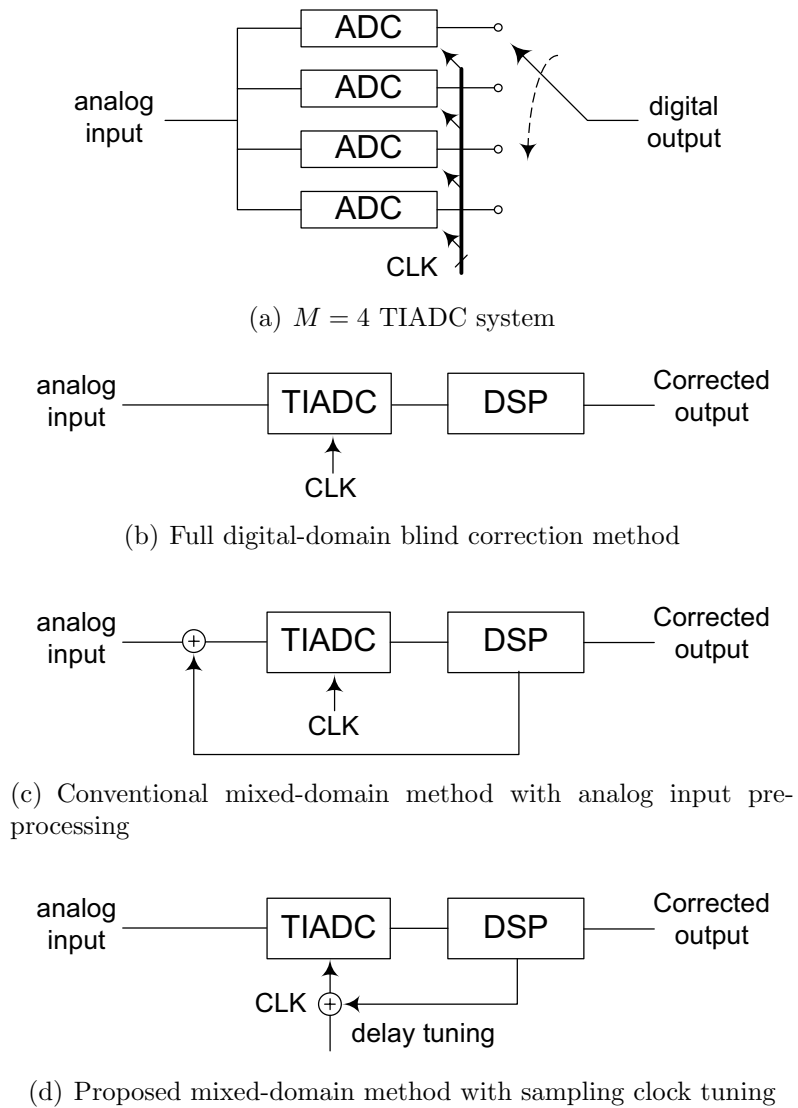 ADC
ADC
ADC
ADC
analog
input
digital
output
CLK
(a) M = 4 TIADC system
analog
input
TIADC
DSP
Corrected
output
CLK
(b) Full digital-domain blind correction method
analog
input
+
TIADC
DSP
Corrected
output
CLK
(c) Conventional mixed-domain method with analog input pre-
processing
analog
input
TIADC
DSP
Corrected
output
CLK
+
delay tuning
(d) Proposed mixed-domain method with sampling clock tuning